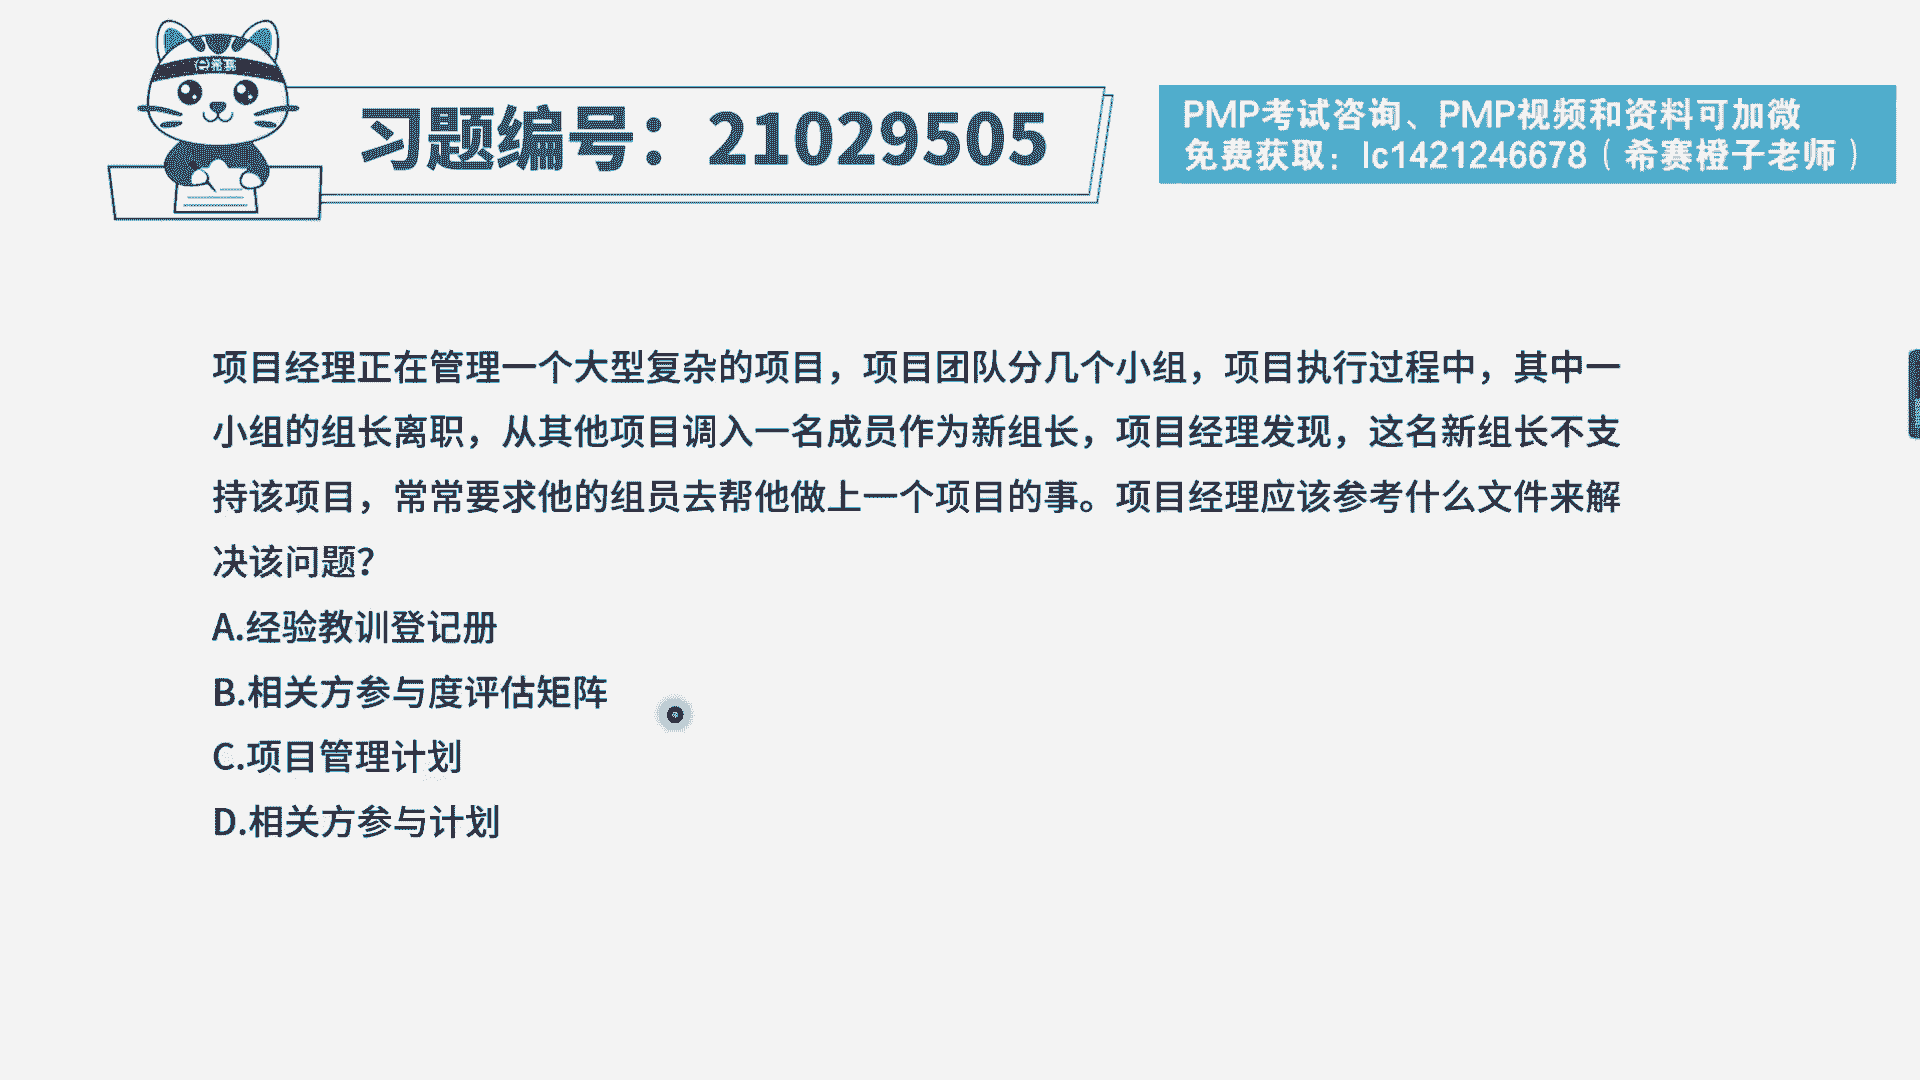 希赛
习题编号：21029505
PMP考试咨询、PMP视频和资料可加微
免费获取：lc1421246678（希赛橙子老师）
项目经理正在管理一个大型复杂的项目，项目团队分几个小组，项目执行过程中，其中一
小组的组长离职，从其他项目调入一名成员作为新组长，项目经理发现，这名新组长不支
持该项目，常常要求他的组员去帮他做上一个项目的事。项目经理应该参考什么文件来解
决该问题？
A.经验教训登记册
B.相关方参与度评估矩阵
C.项目管理计划
D.相关方参与计划